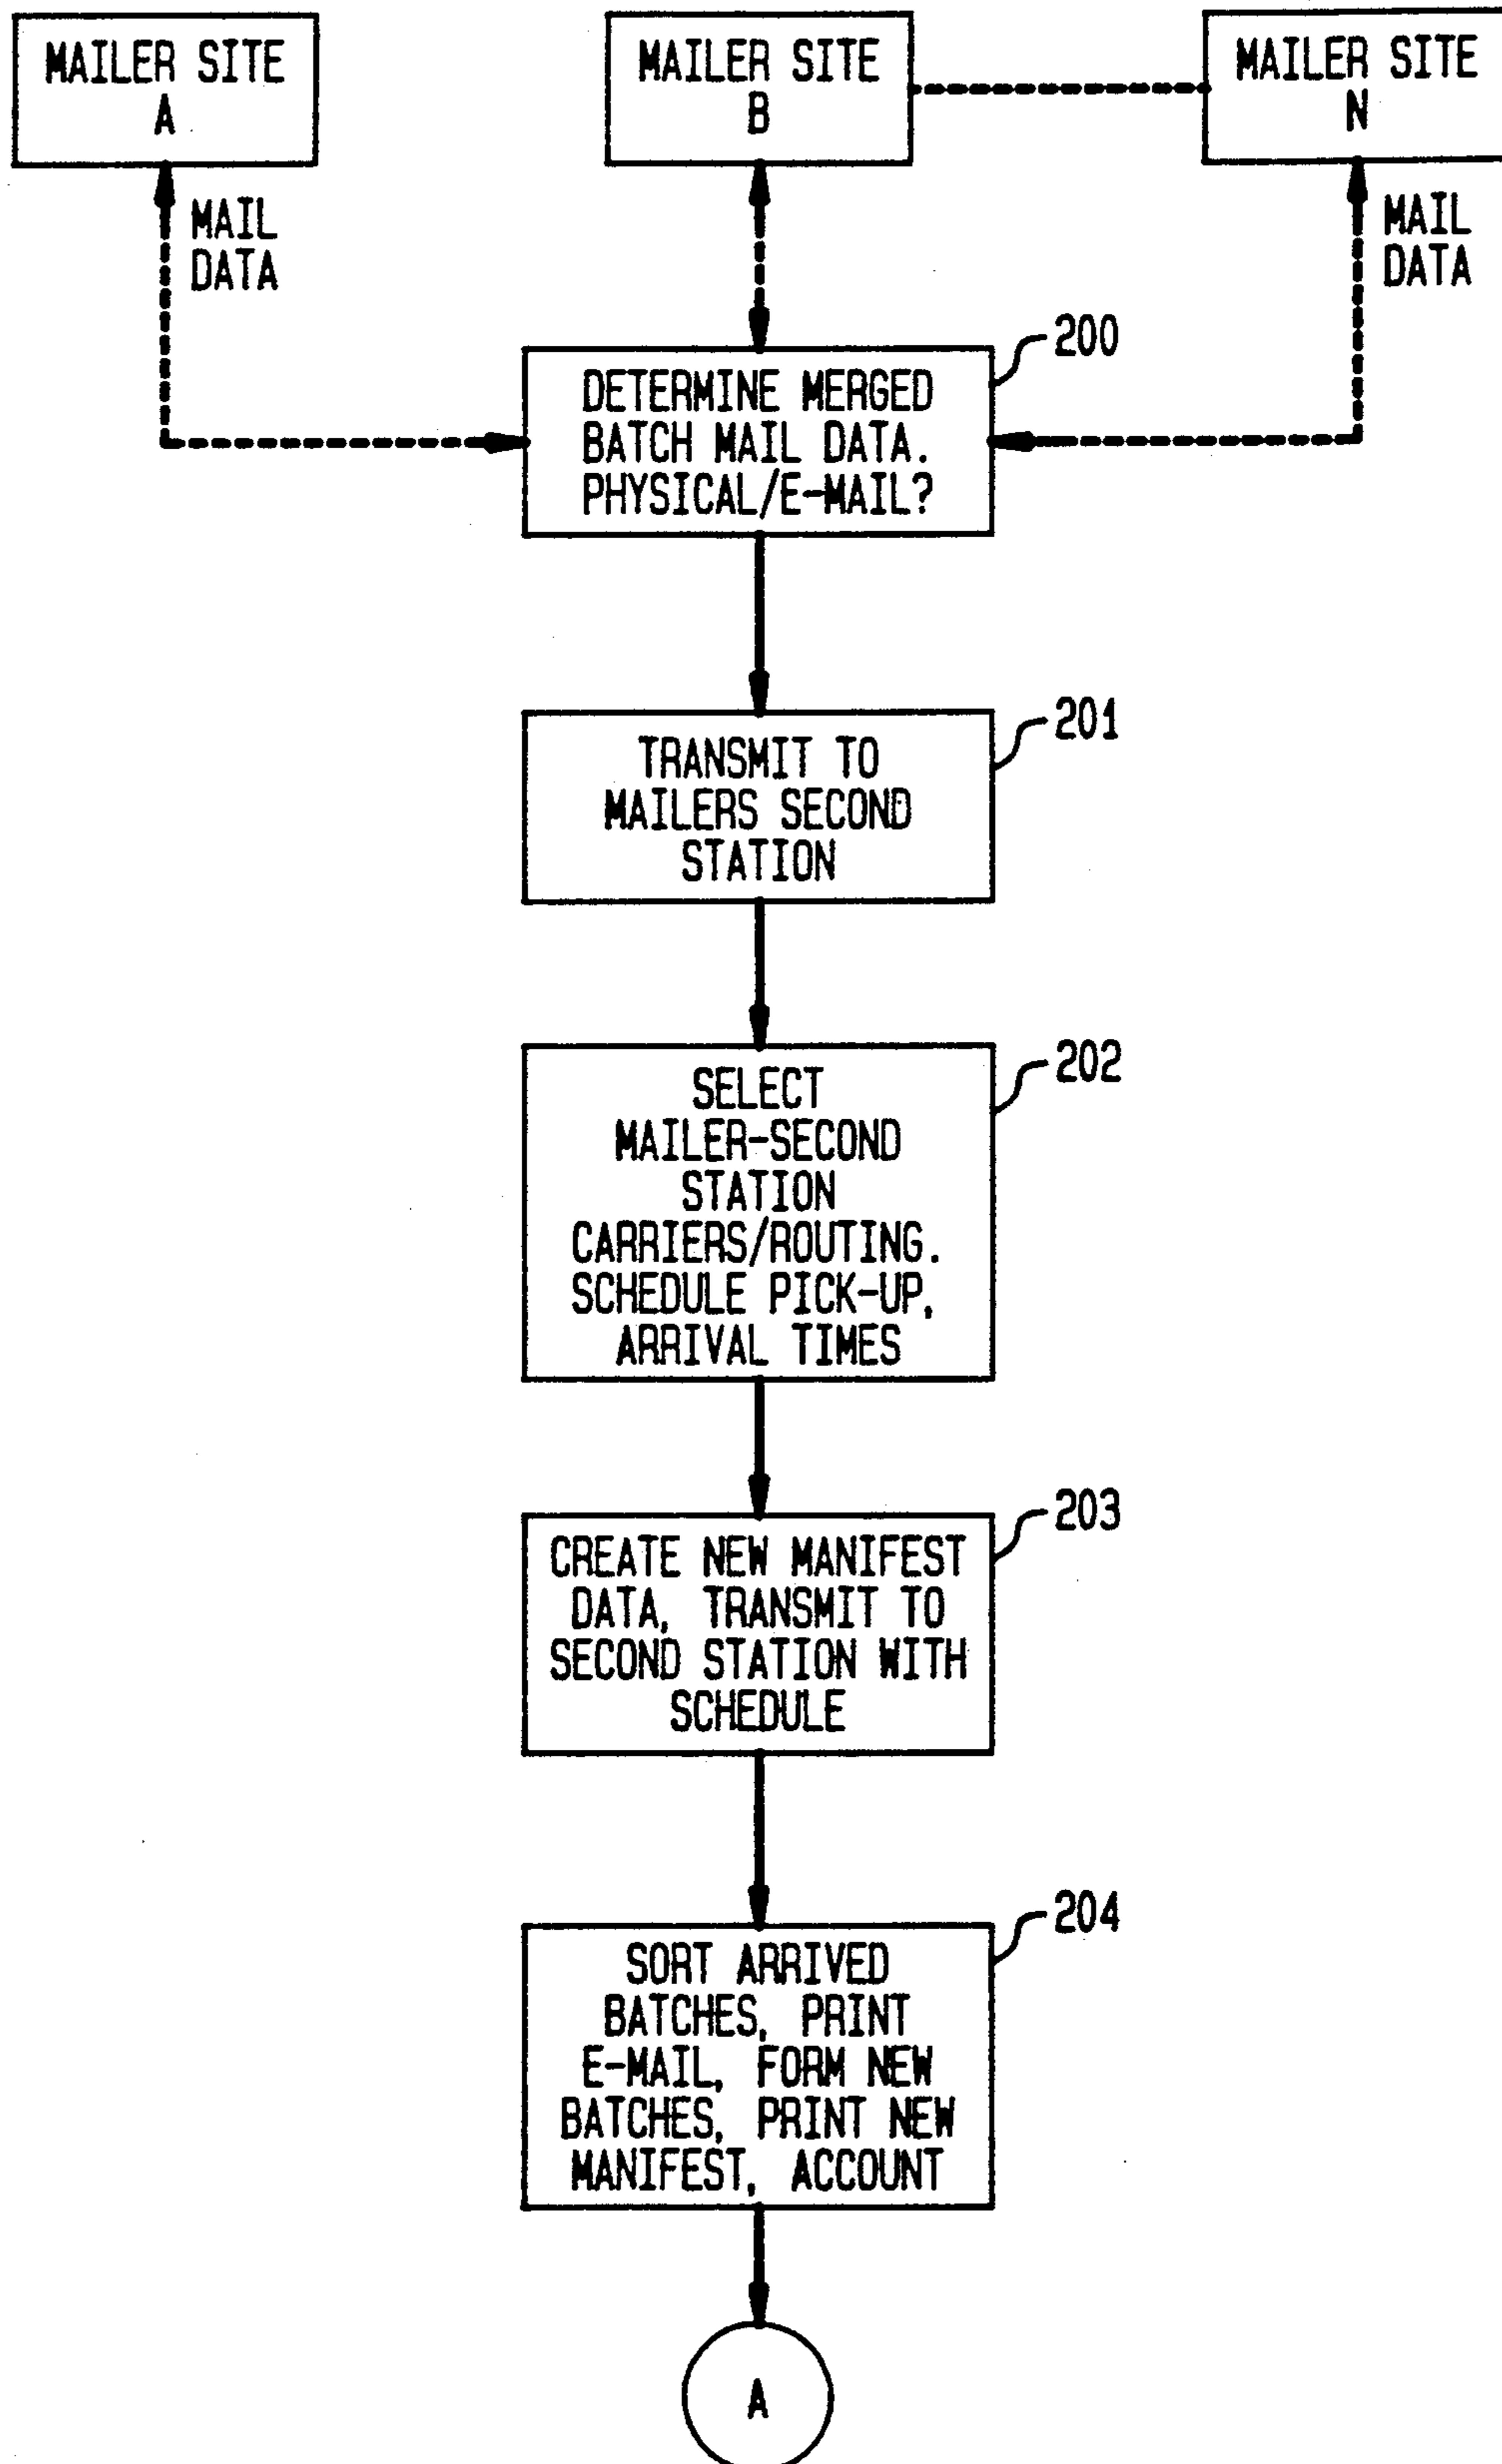 MAILER SITE
A
MAILER SITE
B
MAILER SITE
N
MAIL
DATA
MAIL
DATA
200
DETERMINE MERGED
BATCH MAIL DATA.
PHYSICAL/E-MAIL?
201
TRANSMIT TO
MAILERS SECOND
STATION
202
SELECT
MAILER-SECOND
STATION
CARRIERS/ROUTING.
SCHEDULE PICK-UP,
ARRIVAL TIMES
203
CREATE NEW MANIFEST
DATA, TRANSMIT TO
SECOND STATION WITH
SCHEDULE
204
SORT ARRIVED
BATCHES, PRINT
E-MAIL, FORM NEW
BATCHES, PRINT NEW
MANIFEST, ACCOUNT
A